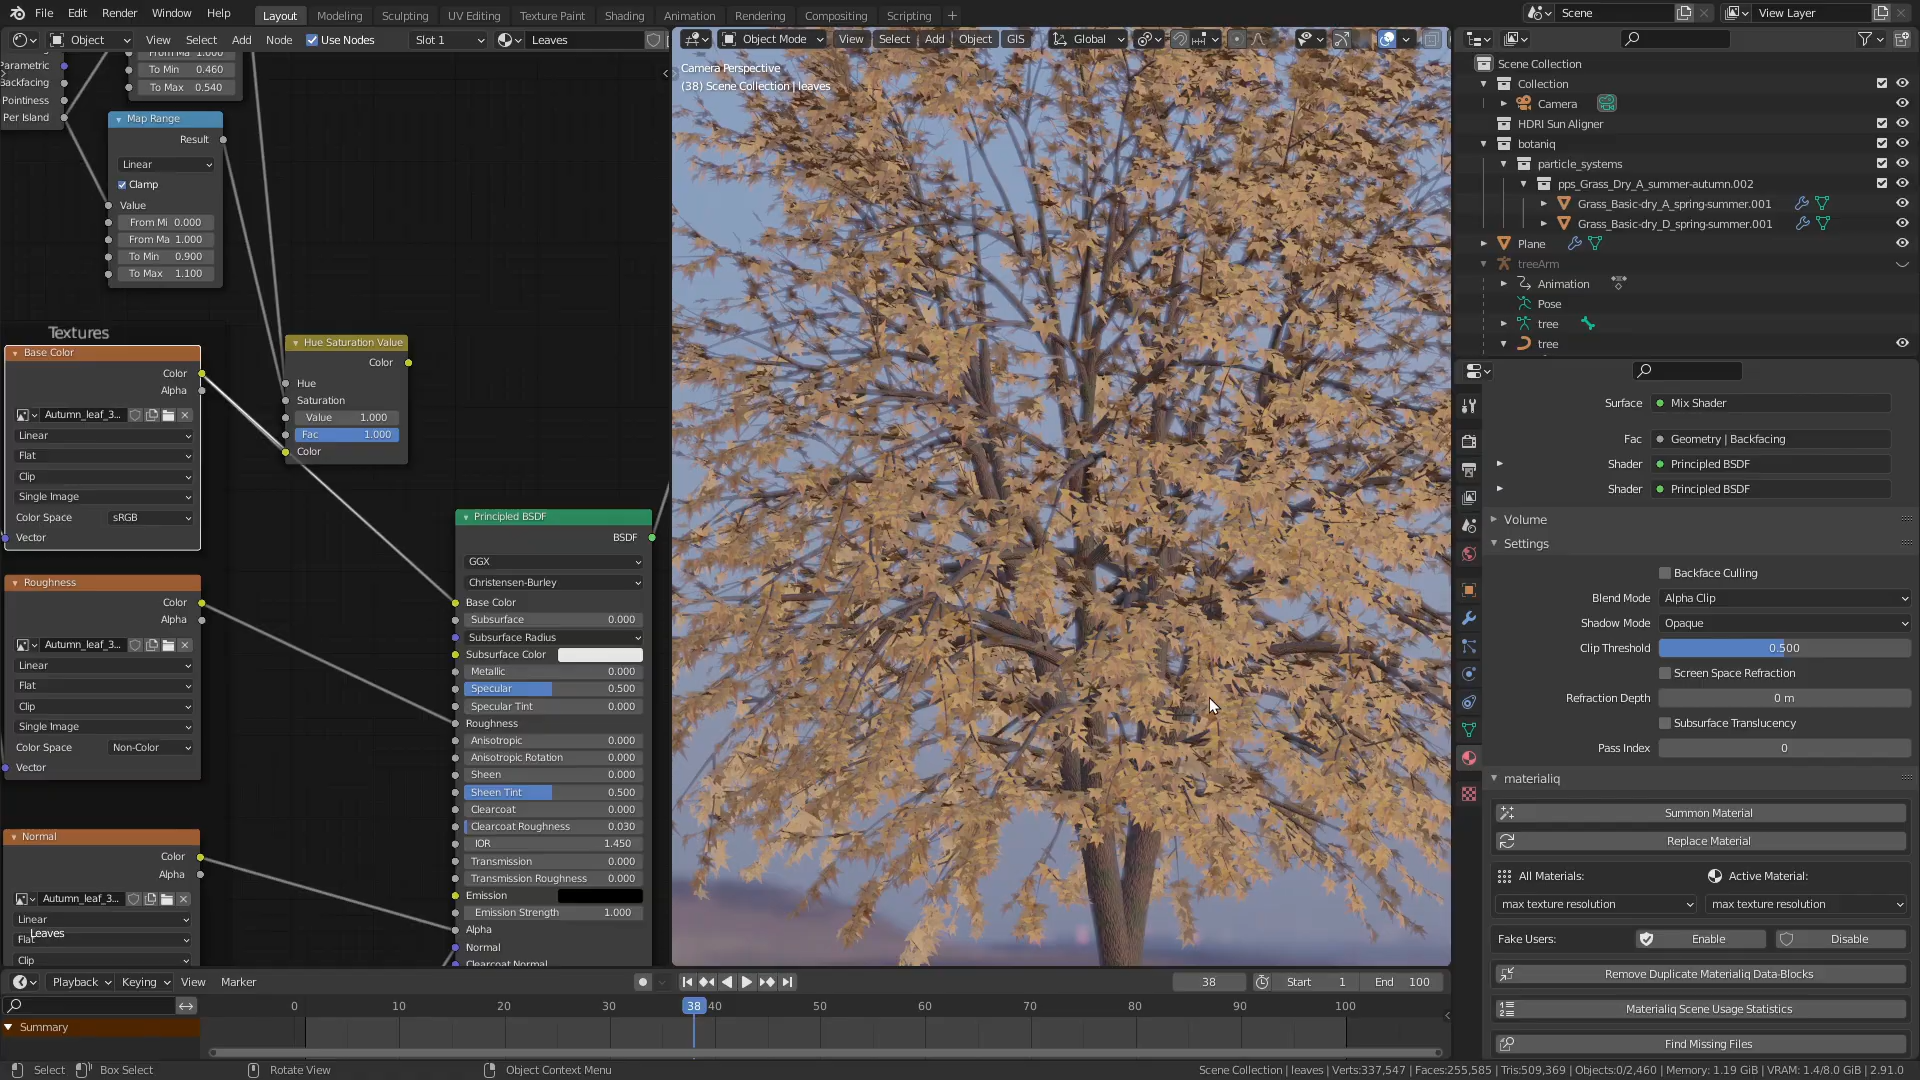 File Edit Render Window Help
Layout Modeling Sculpting UV Editing Texture Paint Shading Animation Rendering Compositing Scripting +
Scene
View Layer
Object View Select Add Node Use Nodes Slot 1 Leaves
Object Mode View Select Add Object GIS Global
Camera Perspective
(38) Scene Collection | leaves
arametric
Backfacing
Pointiness
Per Island
To Min 0.460
To Max 0.540
Map Range
Result
Linear
Clamp
Value
From Mi 0.000
From Ma 1.000
To Min 0.900
To Max 1.100
Textures
Base Color
Color
Alpha
Autumn_leaf_3...
Linear
Flat
Clip
Single Image
Color Space sRGB
Vector
Roughness
Color
Alpha
Autumn_leaf_3...
Linear
Flat
Clip
Single Image
Color Space Non-Color
Vector
Normal
Color
Alpha
Autumn_leaf_3...
Linear
Leaves
Flat
Clip
Hue Saturation Value
Color
Hue
Saturation
Value 1.000
Fac 1.000
Color
Principled BSDF
BSDF
GGX
Christensen-Burley
Base Color
Subsurface 0.000
Subsurface Radius
Subsurface Color
Metallic 0.000
Specular 0.500
Specular Tint 0.000
Roughness
Anisotropic 0.000
Anisotropic Rotation 0.000
Sheen 0.000
Sheen Tint 0.500
Clearcoat 0.000
Clearcoat Roughness 0.030
IOR 1.450
Transmission 0.000
Transmission Roughness 0.000
Emission
Emission Strength 1.000
Alpha
Normal
Clearcoat Normal
Scene Collection
Collection
Camera
HDRI Sun Aligner
botaniq
particle_systems
pps_Grass_Dry_A_summer-autumn.002
Grass_Basic-dry_A_spring-summer.001
Grass_Basic-dry_D_spring-summer.001
Plane
treeArm
Animation
Pose
tree
tree
Surface Mix Shader
Fac Geometry | Backfacing
Shader Principled BSDF
Shader Principled BSDF
Volume
Settings
Backface Culling
Blend Mode Alpha Clip
Shadow Mode Opaque
Clip Threshold 0.500
Screen Space Refraction
Refraction Depth 0 m
Subsurface Translucency
Pass Index 0
materialiq
Summon Material
Replace Material
All Materials: Active Material:
max texture resolution max texture resolution
Fake Users: Enable Disable
Remove Duplicate Materialiq Data-Blocks
Materialiq Scene Usage Statistics
Find Missing Files
Playback Keying View Marker
38 Start 1 End 100
0 10 20 30 38 40 50 60 70 80 90 100
Summary
Select Box Select Rotate View Object Context Menu
Scene Collection | leaves | Verts:337,547 | Faces:255,585 | Tris:509,369 | Objects:0/2,460 | Memory: 1.19 GiB | VRAM: 1.4/8.0 GiB | 2.91.0